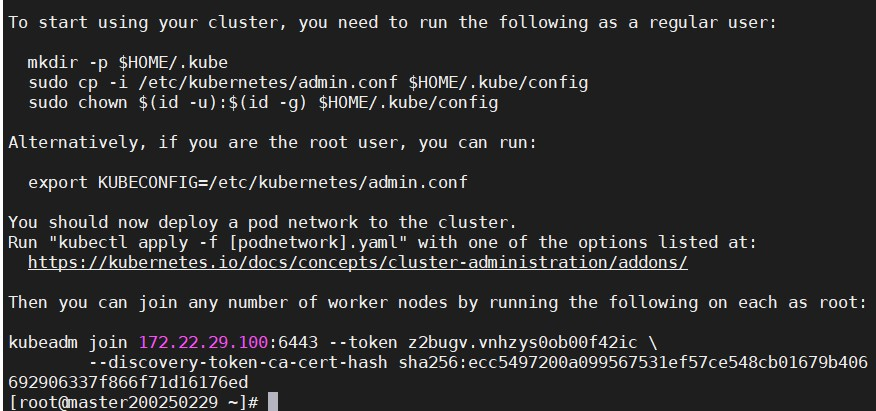 To start using your cluster, you need to run the following as a regular user:
mkdir -p $HOME/.kube
sudo cp -i /etc/kubernetes/admin.conf $HOME/.kube/config
sudo chown $(id -u):$(id -g) $HOME/.kube/config
Alternatively, if you are the root user, you can run:
export KUBECONFIG=/etc/kubernetes/admin.conf
You should now deploy a pod network to the cluster.
Run "kubectl apply -f [podnetwork].yaml" with one of the options listed at:
https://kubernetes.io/docs/concepts/cluster-administration/addons/
Then you can join any number of worker nodes by running the following on each as root:
kubeadm join 172.22.29.100:6443 --token z2bugv.vnhzys0ob00f42ic \
--discovery-token-ca-cert-hash sha256:ecc5497200a099567531ef57ce548cb01679b406
692906337f866f71d16176ed
[root@master200250229 ~]#